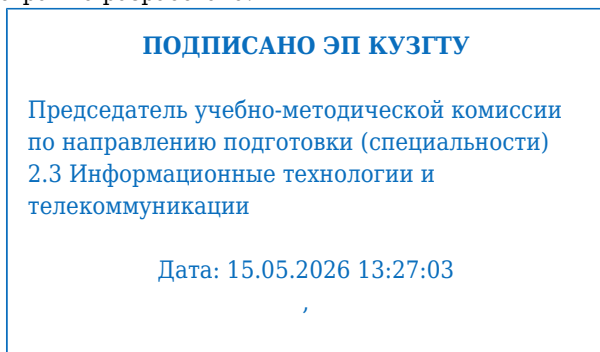 ПОДПИСАНО ЭП КУЗГТУ
Председатель учебно-методической комиссии
по направлению подготовки (специальности)
2.3 Информационные технологии и
телекоммуникации
Дата: 15.05.2026 13:27:03
,